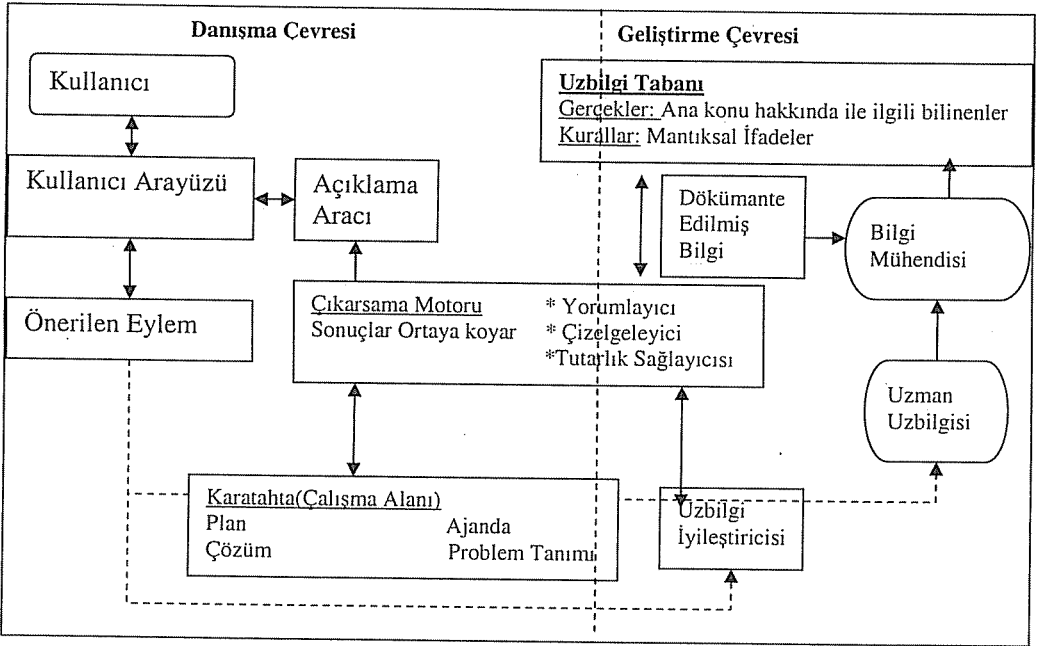 Danışma Çevresi
Geliştirme Çevresi
Kullanıcı
Uzbilgi Tabanı
Gerçekler: Ana konu hakkında ile ilgili bilinenler
Kurallar: Mantıksal İfadeler
Kullanıcı Arayüzü
Açıklama
Aracı
Dökümante
Edilmiş
Bilgi
Bilgi
Mühendisi
Önerilen Eylem
Çıkarsama Motoru
Sonuçlar Ortaya koyar
* Yorumlayıcı
* Çizelgeleyici
*Tutarlık Sağlayıcısı
Uzman
Uzbilgisi
Karatahta(Çalışma Alanı)
Plan
Ajanda
Çözüm
Problem Tanımı
Uzbilgi
İyileştiricisi